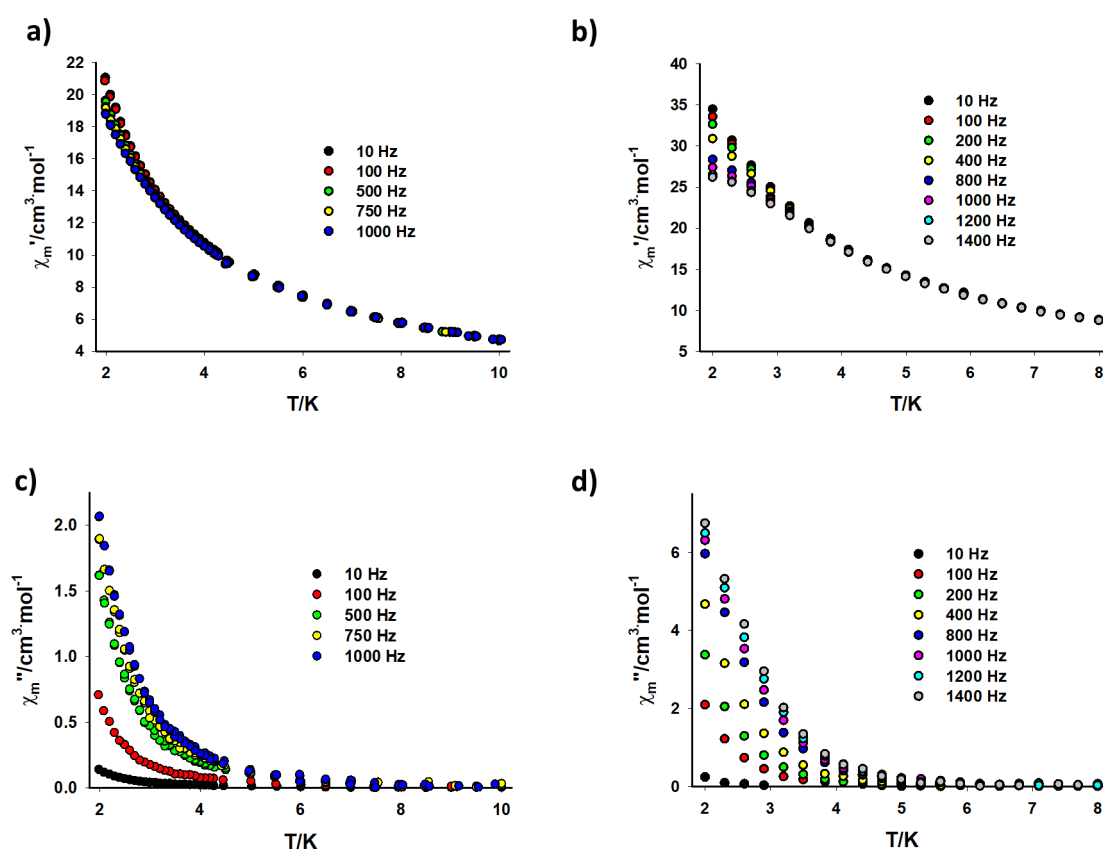 a)
22
20
18
16
14
12
10
8
6
4
χm'/cm³·mol⁻¹
10 Hz
100 Hz
500 Hz
750 Hz
1000 Hz
2 4 6 8 10
T/K
b)
40
35
30
25
20
15
10
5
χm'/cm³·mol⁻¹
10 Hz
100 Hz
200 Hz
400 Hz
800 Hz
1000 Hz
1200 Hz
1400 Hz
2 3 4 5 6 7 8
T/K
c)
2.0
1.5
1.0
0.5
0.0
χm"/cm³·mol⁻¹
10 Hz
100 Hz
500 Hz
750 Hz
1000 Hz
2 4 6 8 10
T/K
d)
6
4
2
0
χm"/cm³·mol⁻¹
10 Hz
100 Hz
200 Hz
400 Hz
800 Hz
1000 Hz
1200 Hz
1400 Hz
2 3 4 5 6 7 8
T/K